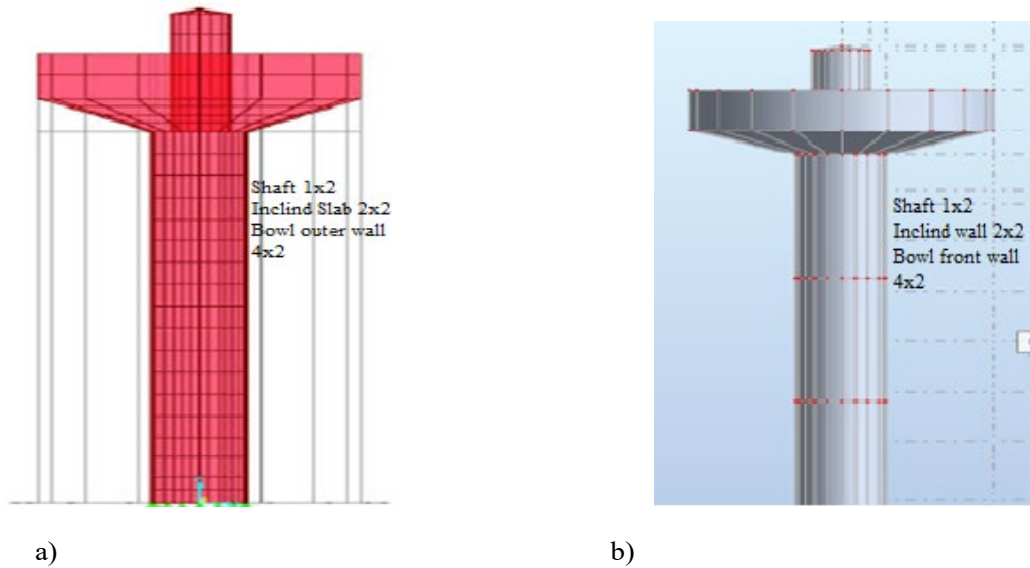 Shaft 1x2
Inclind Slab 2x2
Bowl outer wall
4x2
Shaft 1x2
Inclind wall 2x2
Bowl front wall
4x2
a)
b)